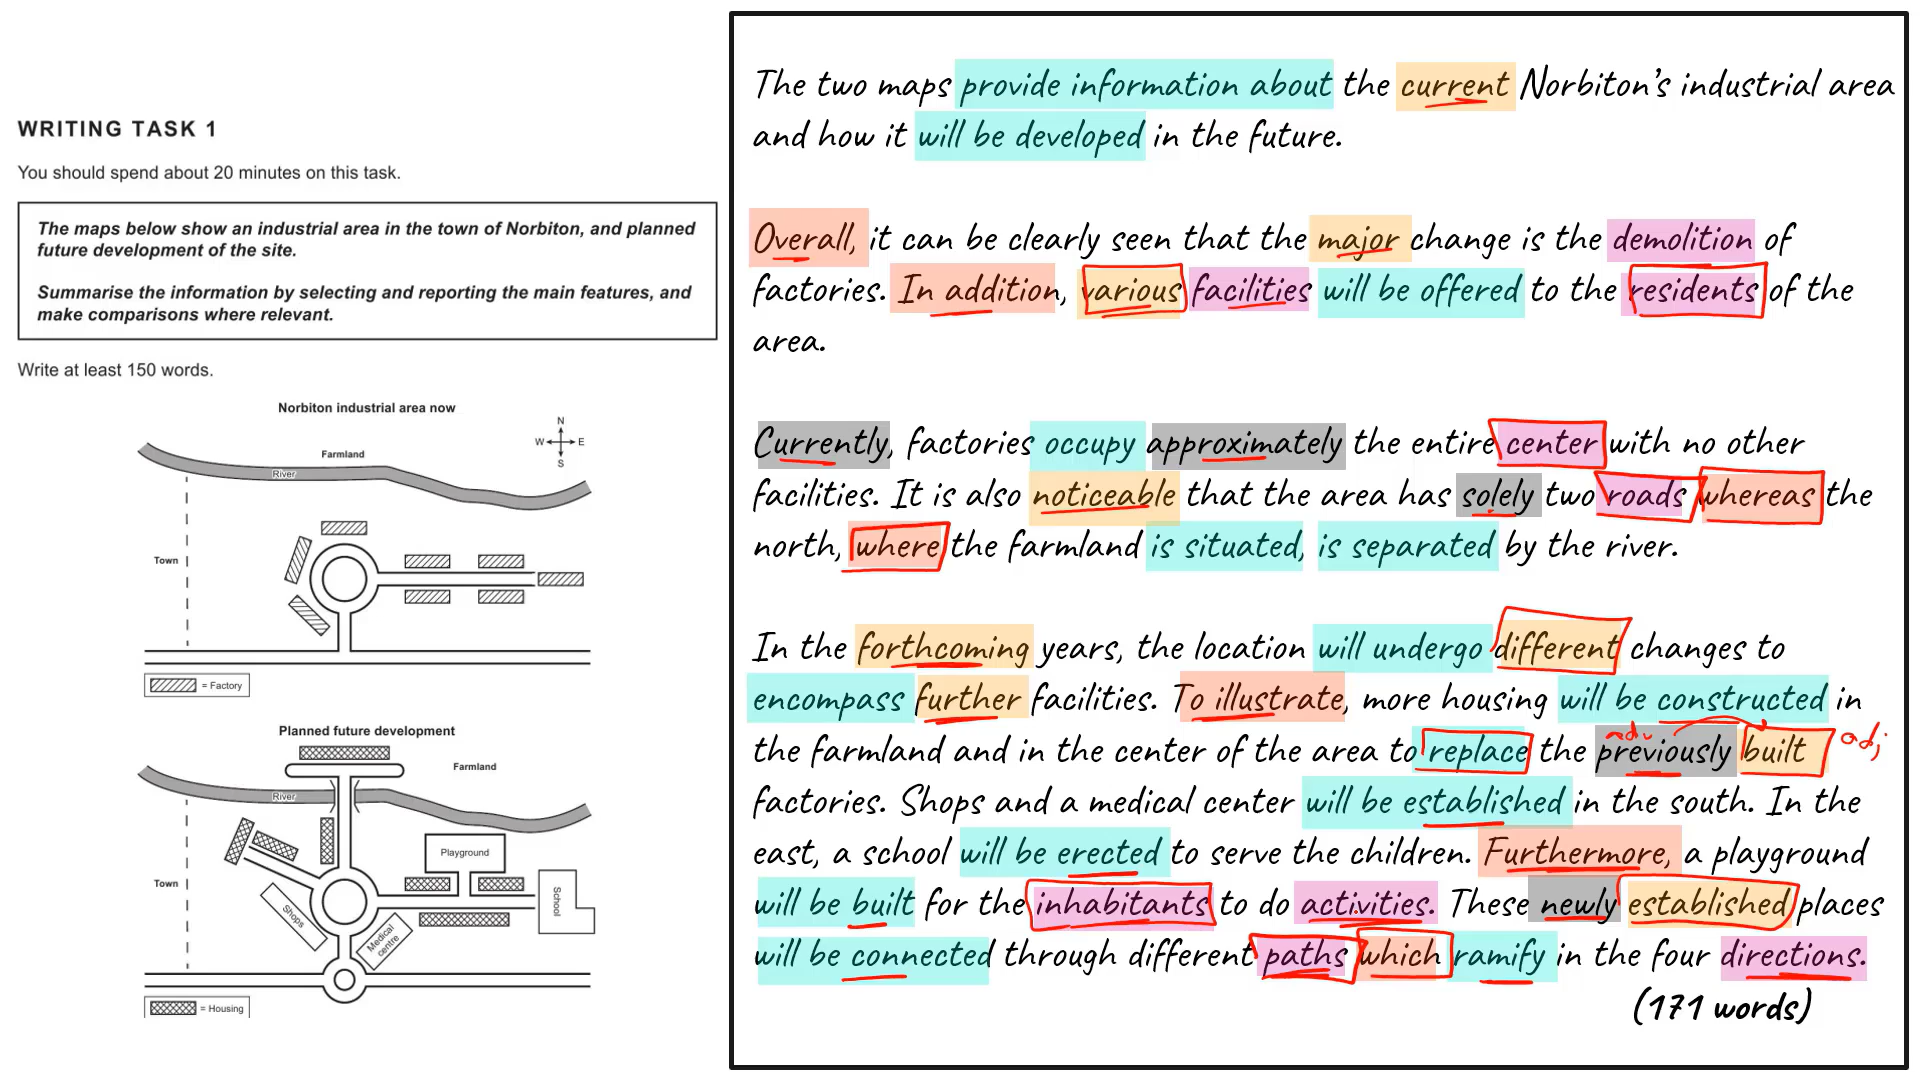 WRITING TASK 1
You should spend about 20 minutes on this task.
The maps below show an industrial area in the town of Norbiton, and planned
future development of the site.
Summarise the information by selecting and reporting the main features, and
make comparisons where relevant.
Write at least 150 words.
Norbiton industrial area now
N
W E
S
Farmland
River
Town
= Factory
Planned future development
Farmland
River
Playground
Town
School
Shops
Medical
centre
= Housing
The two maps provide information about the current Norbiton's industrial area
and how it will be developed in the future.
Overall, it can be clearly seen that the major change is the demolition of
factories. In addition, various facilities will be offered to the residents of the
area.
Currently, factories occupy approximately the entire center with no other
facilities. It is also noticeable that the area has solely two roads whereas the
north, where the farmland is situated, is separated by the river.
In the forthcoming years, the location will undergo different changes to
encompass further facilities. To illustrate, more housing will be constructed in
adv adj
the farmland and in the center of the area to replace the previously built
factories. Shops and a medical center will be established in the south. In the
east, a school will be erected to serve the children. Furthermore, a playground
will be built for the inhabitants to do activities. These newly established places
will be connected through different paths which ramify in the four directions.
(171 words)